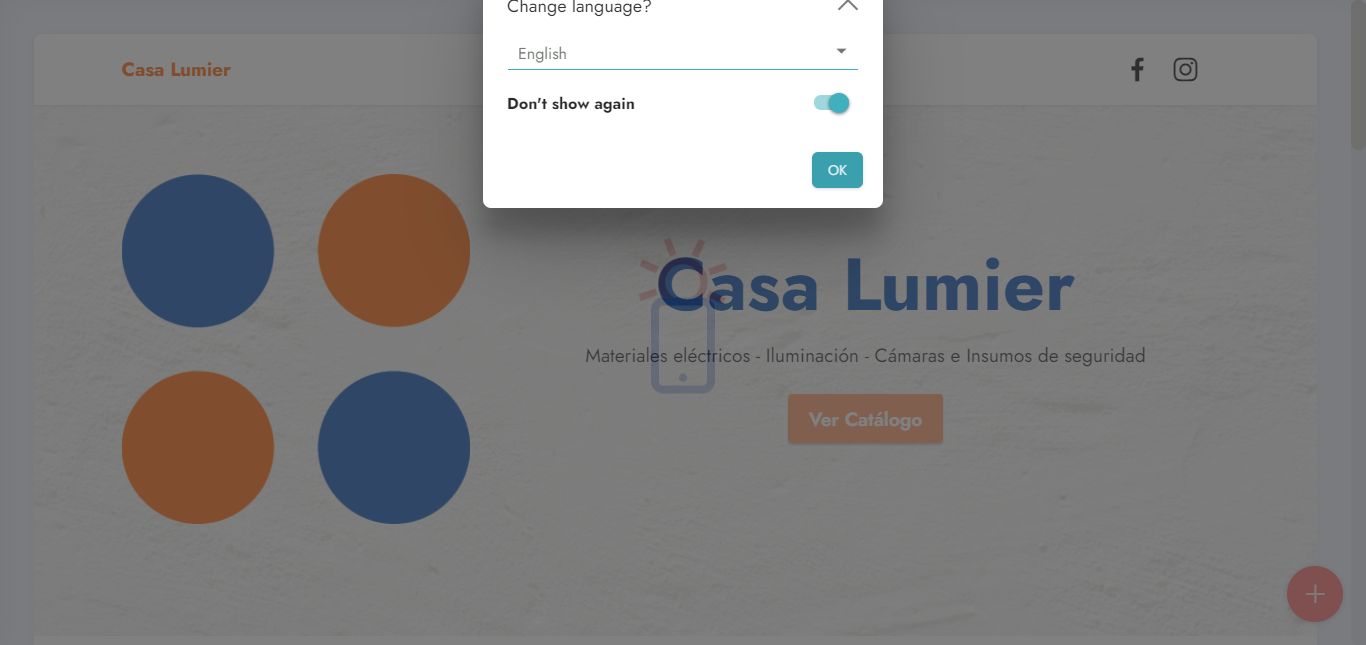 Change language?
English
Don't show again
OK
Casa Lumier
Casa Lumier
Materiales eléctricos - Iluminación - Cámaras e Insumos de seguridad
Ver Catálogo